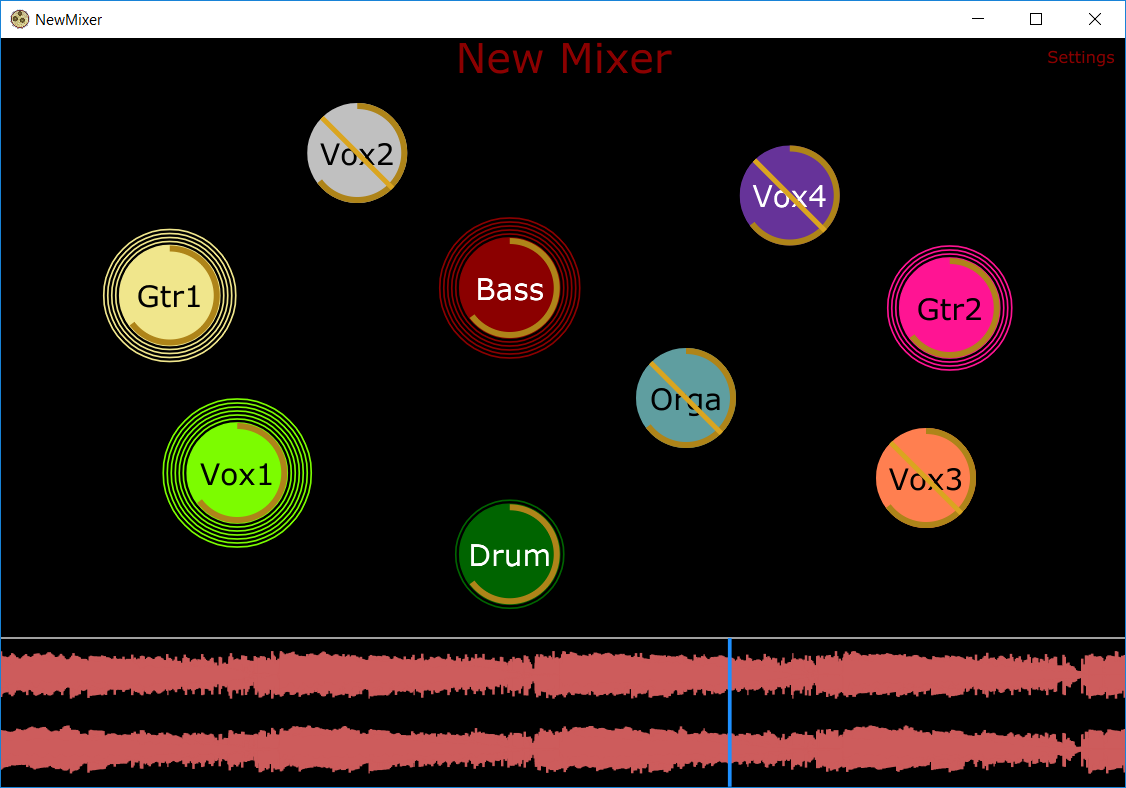 NewMixer
New Mixer
Settings
Vox2
Vox4
Gtr1
Bass
Gtr2
Orga
Vox1
Vox3
Drum